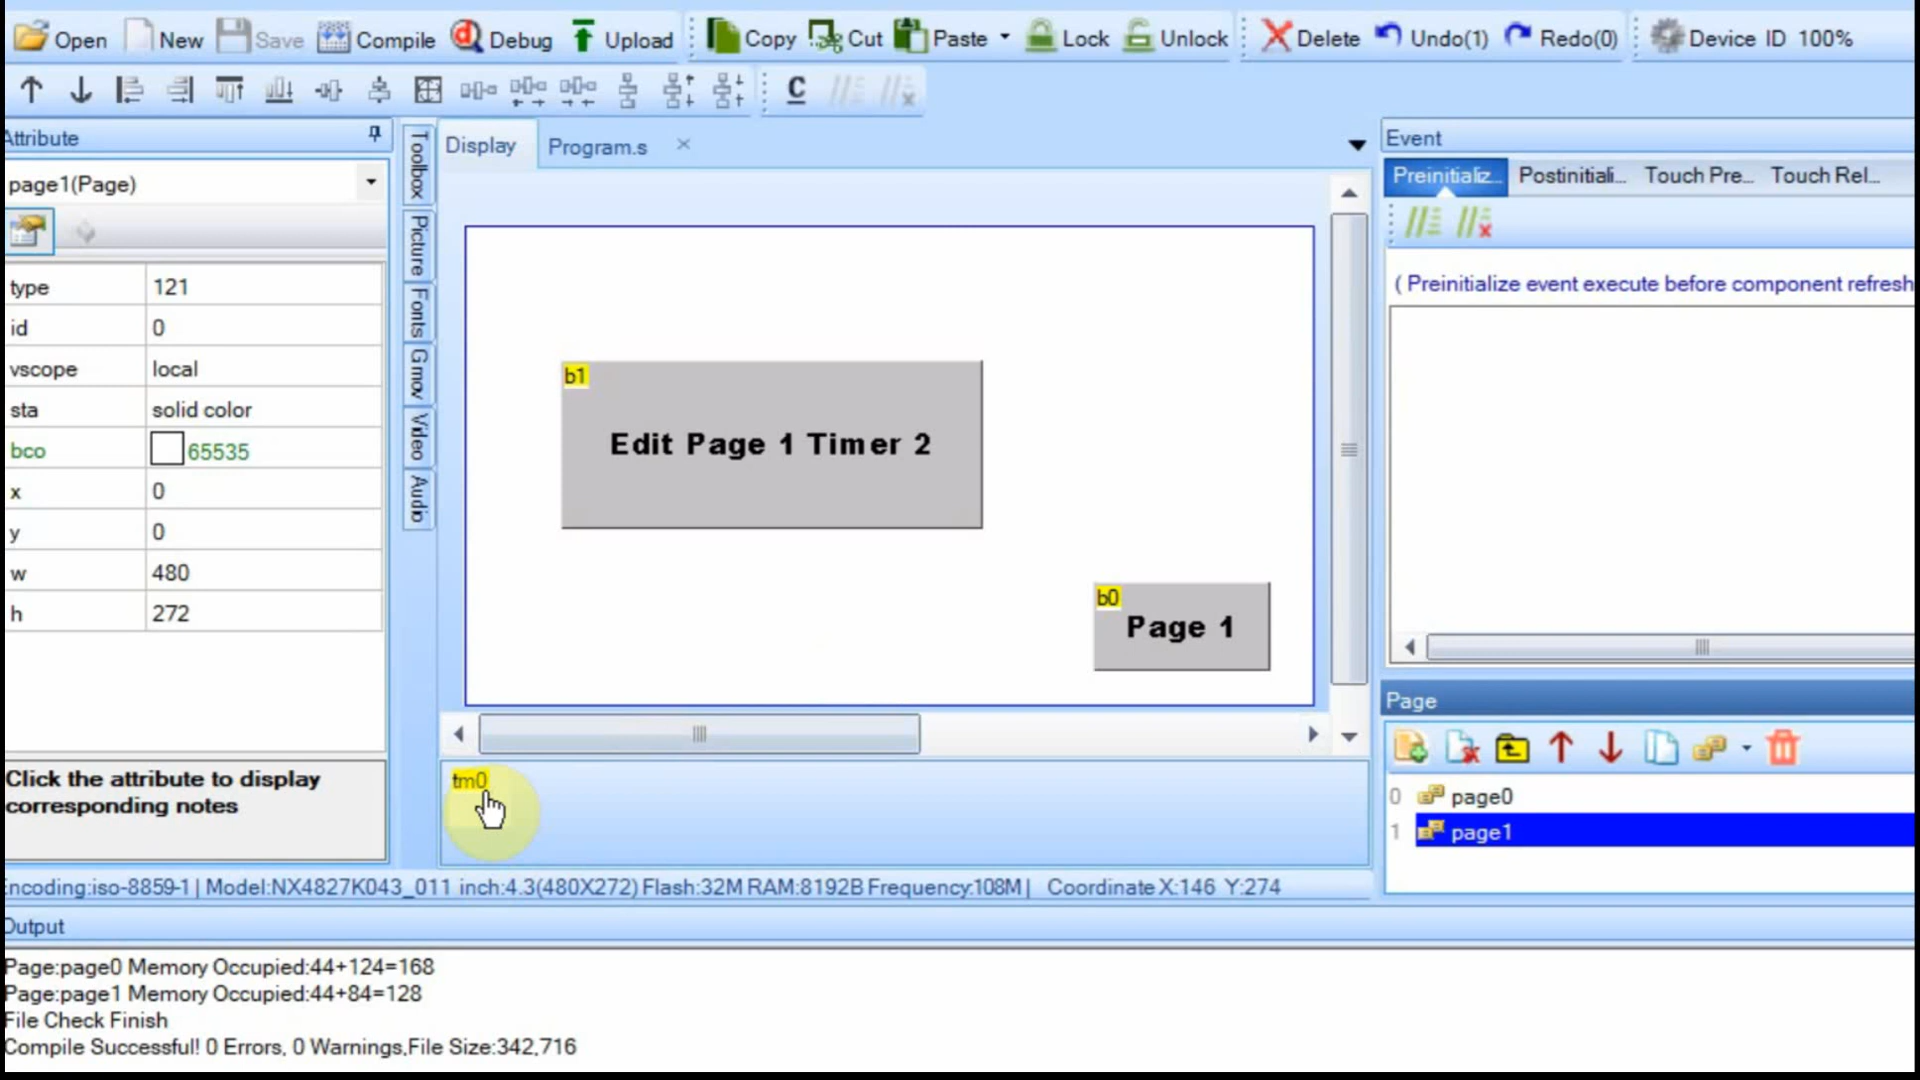 Open New Save Compile Debug Upload Copy Cut Paste Lock Unlock Delete Undo(1) Redo(0) Device ID 100%
C
Attribute
page1(Page)
type 121
id 0
vscope local
sta solid color
bco 65535
x 0
y 0
w 480
h 272
Click the attribute to display
corresponding notes
Toolbox
Picture
Fonts
Gmov
Video
Audio
Display Program.s
b1
Edit Page 1 Timer 2
b0
Page 1
tm0
ncoding:iso-8859-1 | Model:NX4827K043_011 inch:4.3(480X272) Flash:32M RAM:8192B Frequency:108M | Coordinate X:146 Y:274
Event
Preinitializ... Postinitiali... Touch Pre... Touch Rel...
( Preinitialize event execute before component refresh
Page
0 page0
1 page1
Output
Page:page0 Memory Occupied:44+124=168
Page:page1 Memory Occupied:44+84=128
File Check Finish
Compile Successful! 0 Errors, 0 Warnings,File Size:342,716